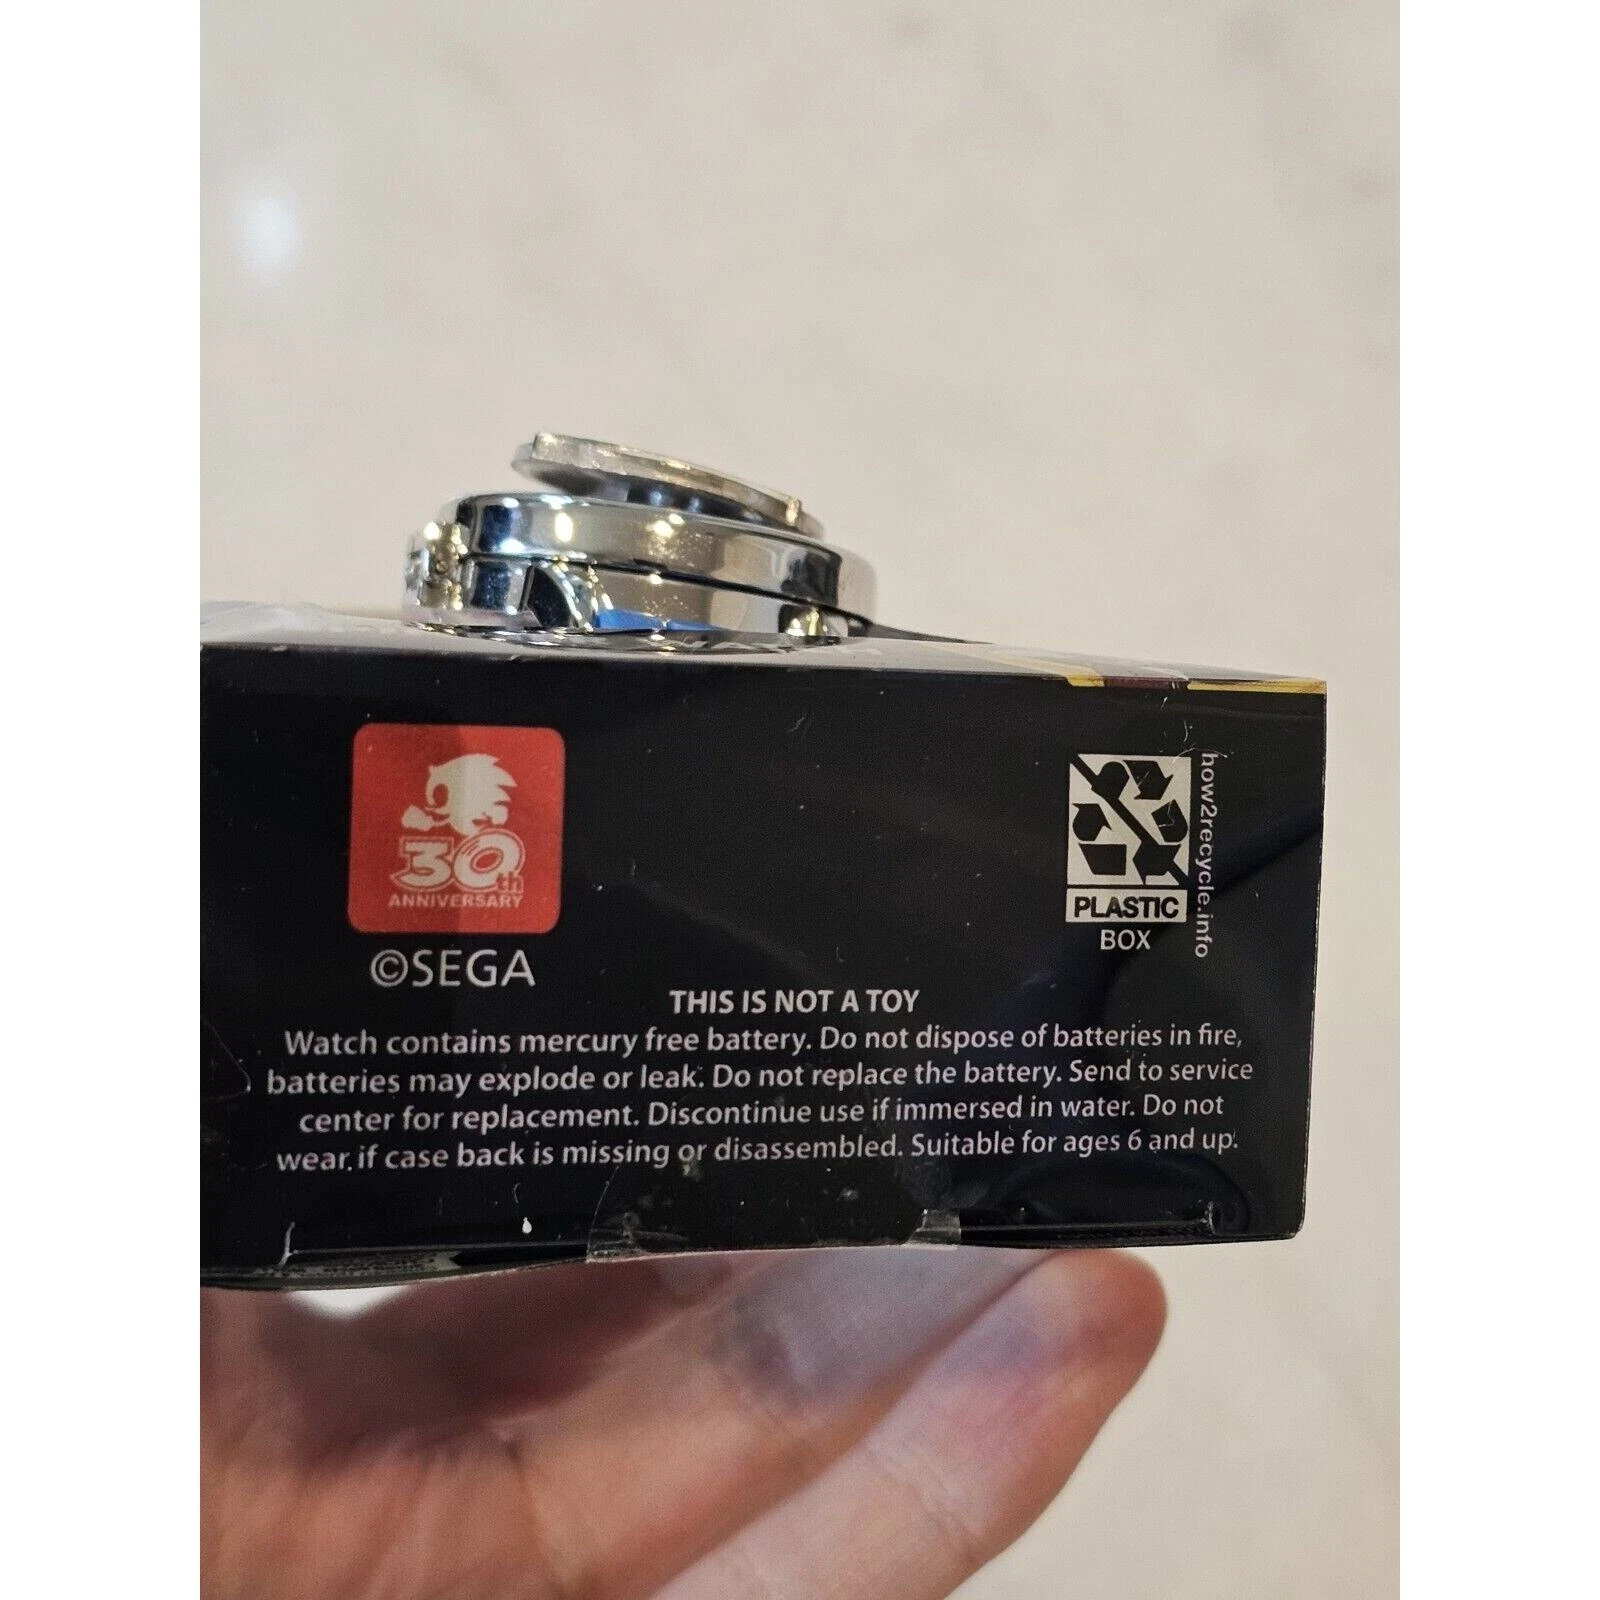 30th
ANNIVERSARY
©SEGA
how2recycle.info
PLASTIC
BOX
THIS IS NOT A TOY
Watch contains mercury free battery. Do not dispose of batteries in fire,
batteries may explode or leak. Do not replace the battery. Send to service
center for replacement. Discontinue use if immersed in water. Do not
wear if case back is missing or disassembled. Suitable for ages 6 and up.